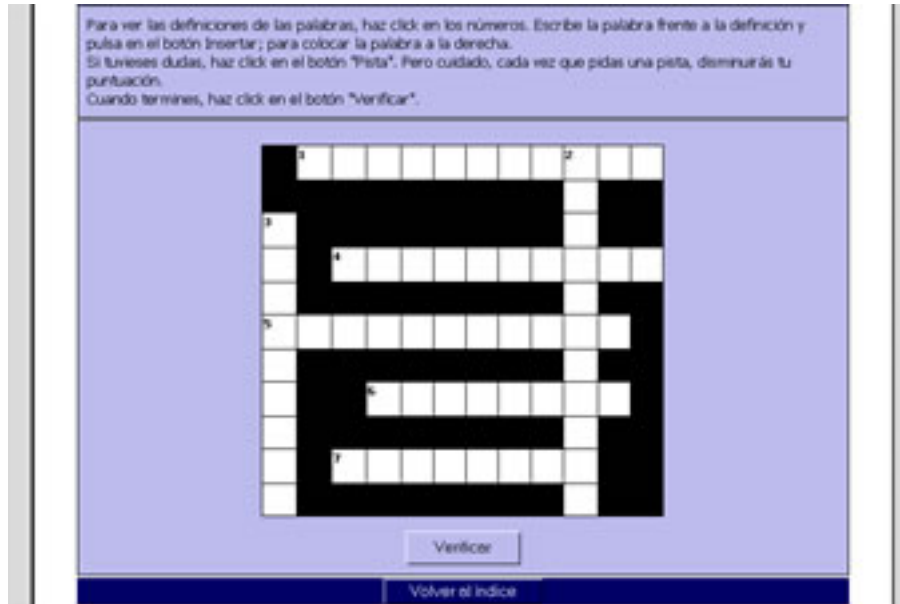 Para ver las definiciones de las palabras, haz click en los números. Escribe la palabra frente a la definición y
pulsa en el botón Insertar; para colocar la palabra a la derecha.
Si tuvieses dudas, haz click en el botón "Pista". Pero cuidado, cada vez que pidas una pista, disminuirás tu
puntuación.
Cuando termines, haz click en el botón "Verificar".
1 2
3
4
5
6
7
Verificar
Volver al índice